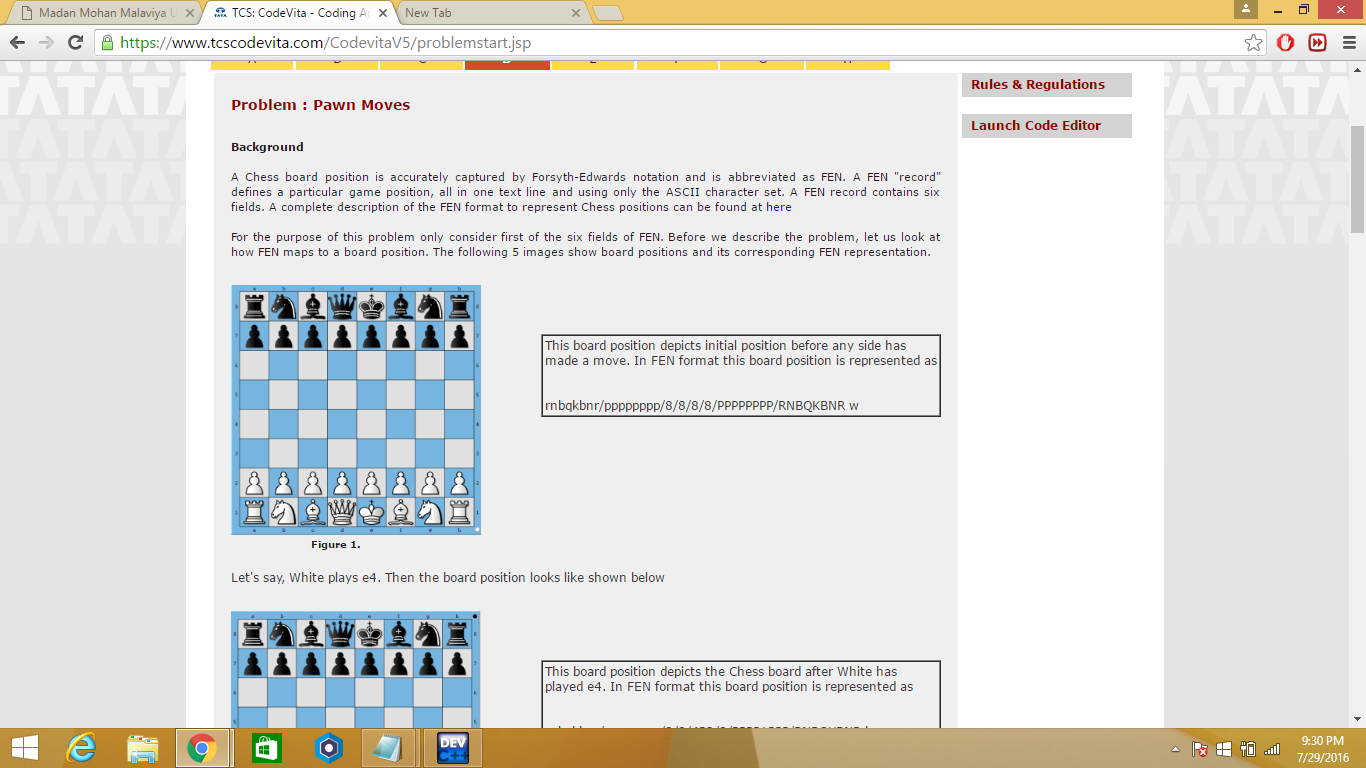 Madan Mohan Malaviya U
TCS: CodeVita - Coding A
New Tab
https://www.tcscodevita.com/CodevitaV5/problemstart.jsp
Rules & Regulations
Launch Code Editor
Problem : Pawn Moves
Background
A Chess board position is accurately captured by Forsyth-Edwards notation and is abbreviated as FEN. A FEN "record"
defines a particular game position, all in one text line and using only the ASCII character set. A FEN record contains six
fields. A complete description of the FEN format to represent Chess positions can be found at here
For the purpose of this problem only consider first of the six fields of FEN. Before we describe the problem, let us look at
how FEN maps to a board position. The following 5 images show board positions and its corresponding FEN representation.
This board position depicts initial position before any side has
made a move. In FEN format this board position is represented as
rnbqkbnr/pppppppp/8/8/8/8/PPPPPPPP/RNBQKBNR w
Figure 1.
Let's say, White plays e4. Then the board position looks like shown below
This board position depicts the Chess board after White has
played e4. In FEN format this board position is represented as
DEV
C++
9:30 PM
7/29/2016